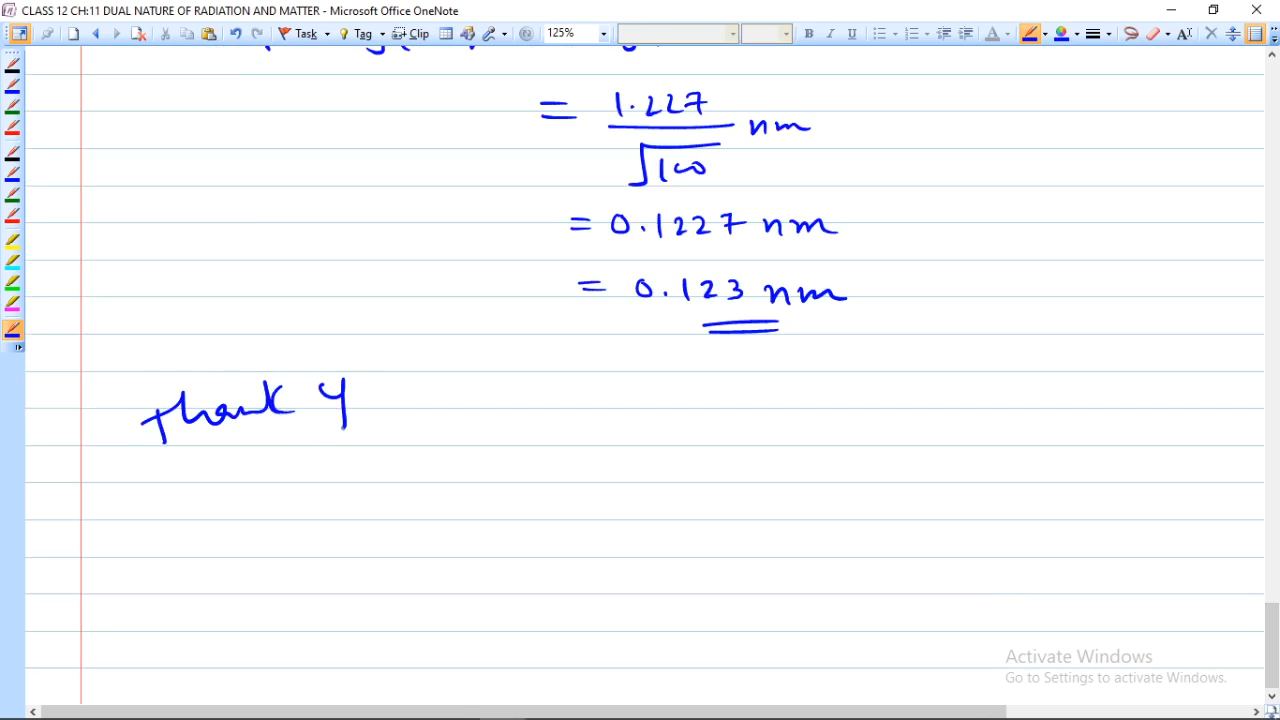 CLASS 12 CH:11 DUAL NATURE OF RADIATION AND MATTER - Microsoft Office OneNote
Task Tag Clip 125% B I U
= 1.227 / √100 nm
= 0.1227 nm
= 0.123 nm
Thank y
Activate Windows
Go to Settings to activate Windows.